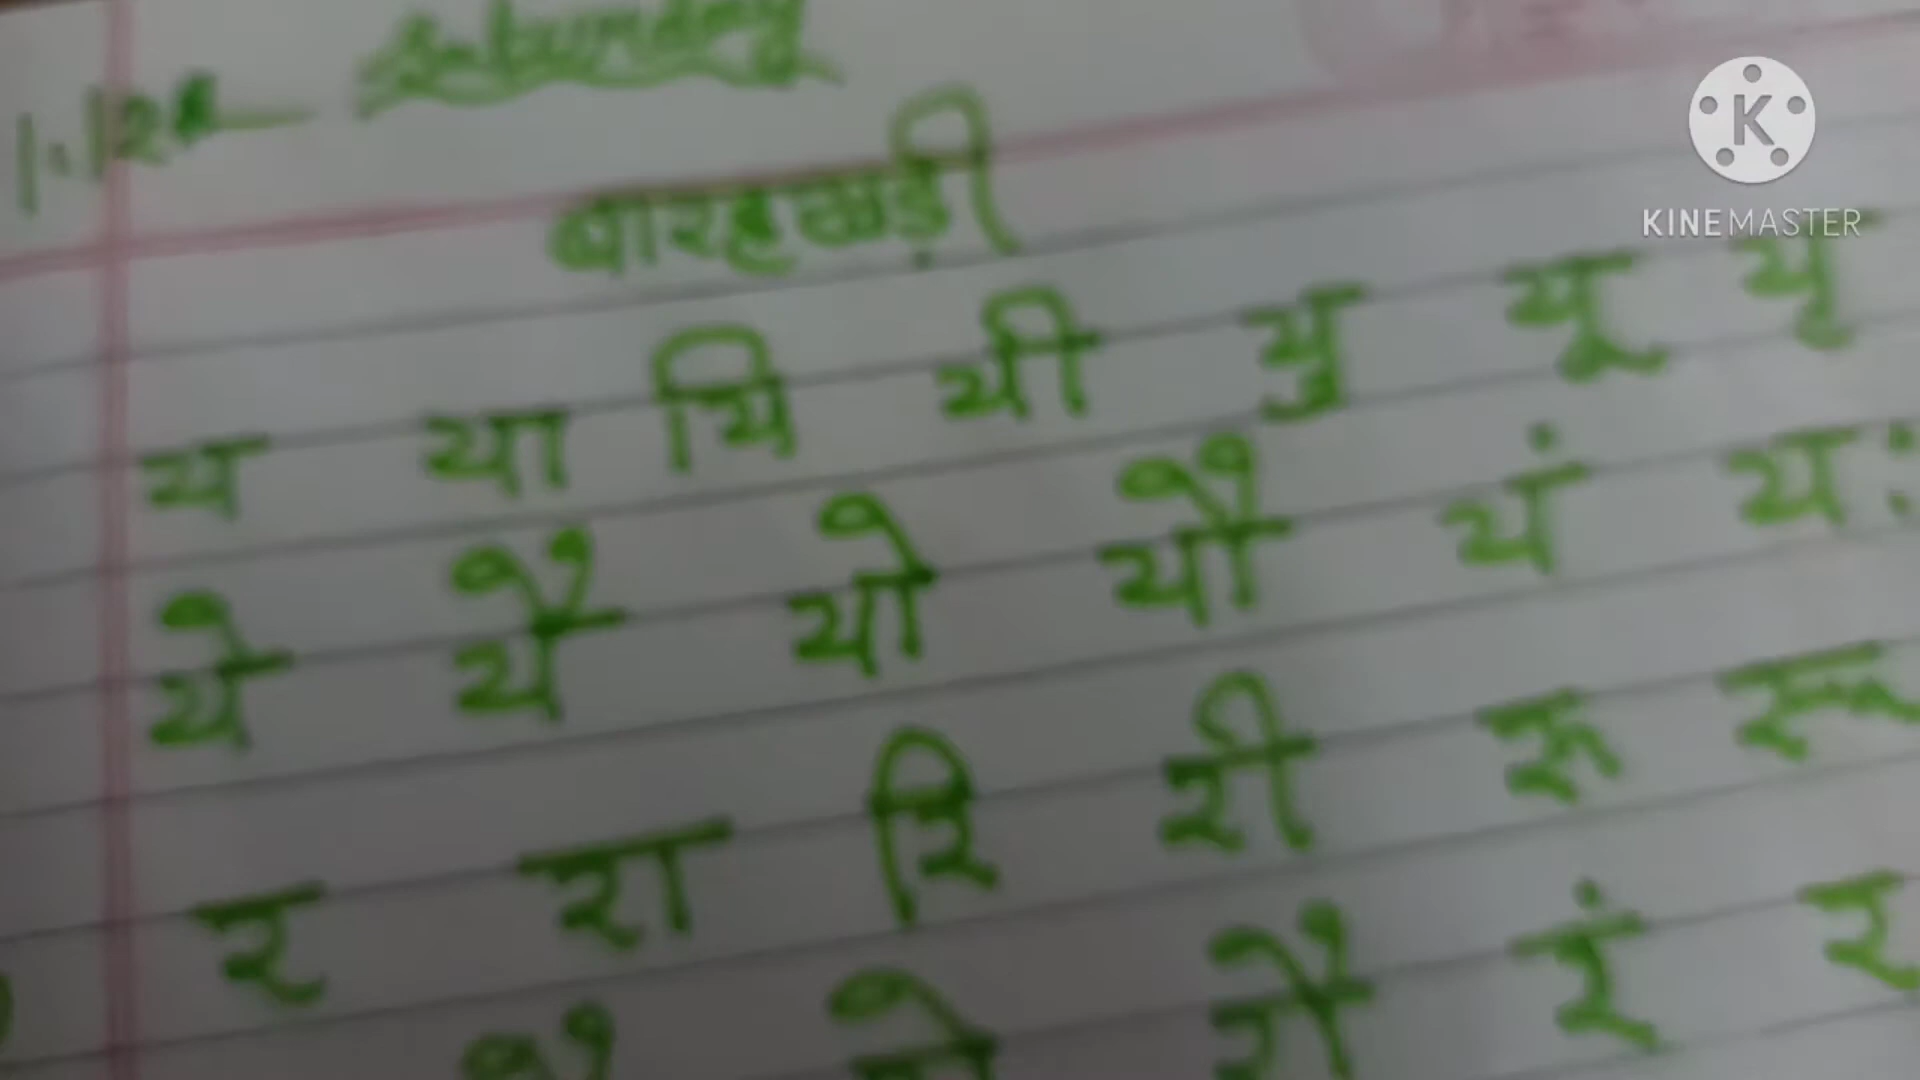 बारहखड़ी
KINEMASTER
य या यि यी यु यू यृ
ये यै यो यौ यं यः
र रा रि री रु रू
रै रो रौ रं र